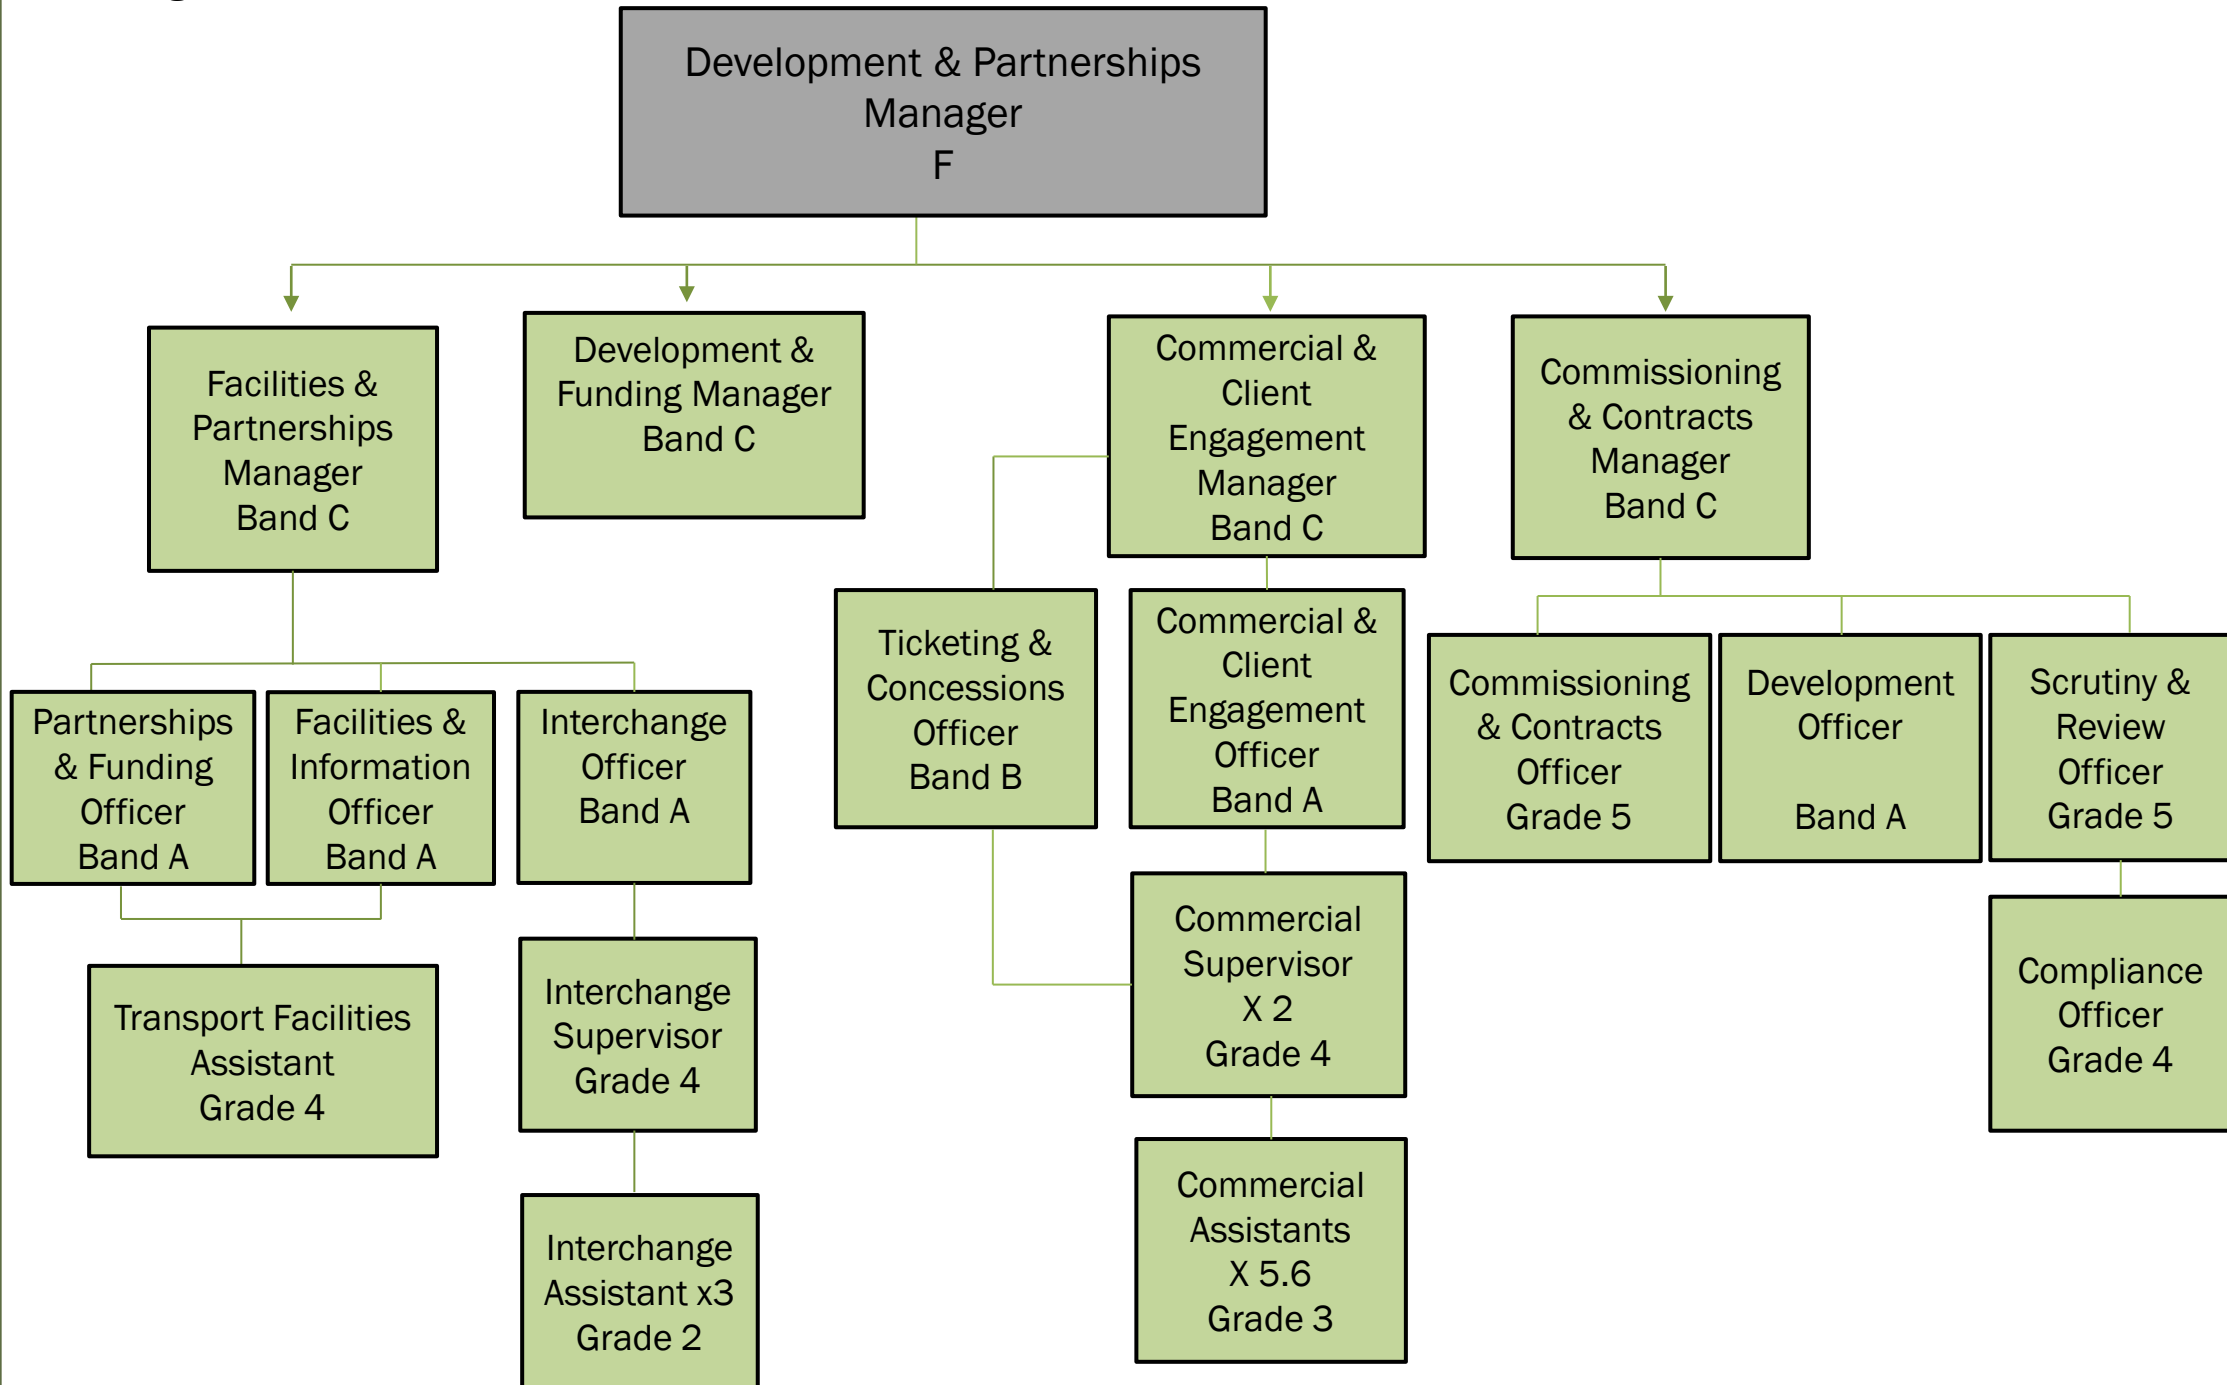 Development & Partnerships
Manager
F
Facilities &
Partnerships
Manager
Band C
Development &
Funding Manager
Band C
Commercial &
Client
Engagement
Manager
Band C
Commissioning
& Contracts
Manager
Band C
Partnerships
& Funding
Officer
Band A
Facilities &
Information
Officer
Band A
Interchange
Officer
Band A
Ticketing &
Concessions
Officer
Band B
Commercial &
Client
Engagement
Officer
Band A
Commissioning
& Contracts
Officer
Grade 5
Development
Officer
Band A
Scrutiny &
Review
Officer
Grade 5
Transport Facilities
Assistant
Grade 4
Interchange
Supervisor
Grade 4
Commercial
Supervisor
X 2
Grade 4
Compliance
Officer
Grade 4
Interchange
Assistant x3
Grade 2
Commercial
Assistants
X 5.6
Grade 3